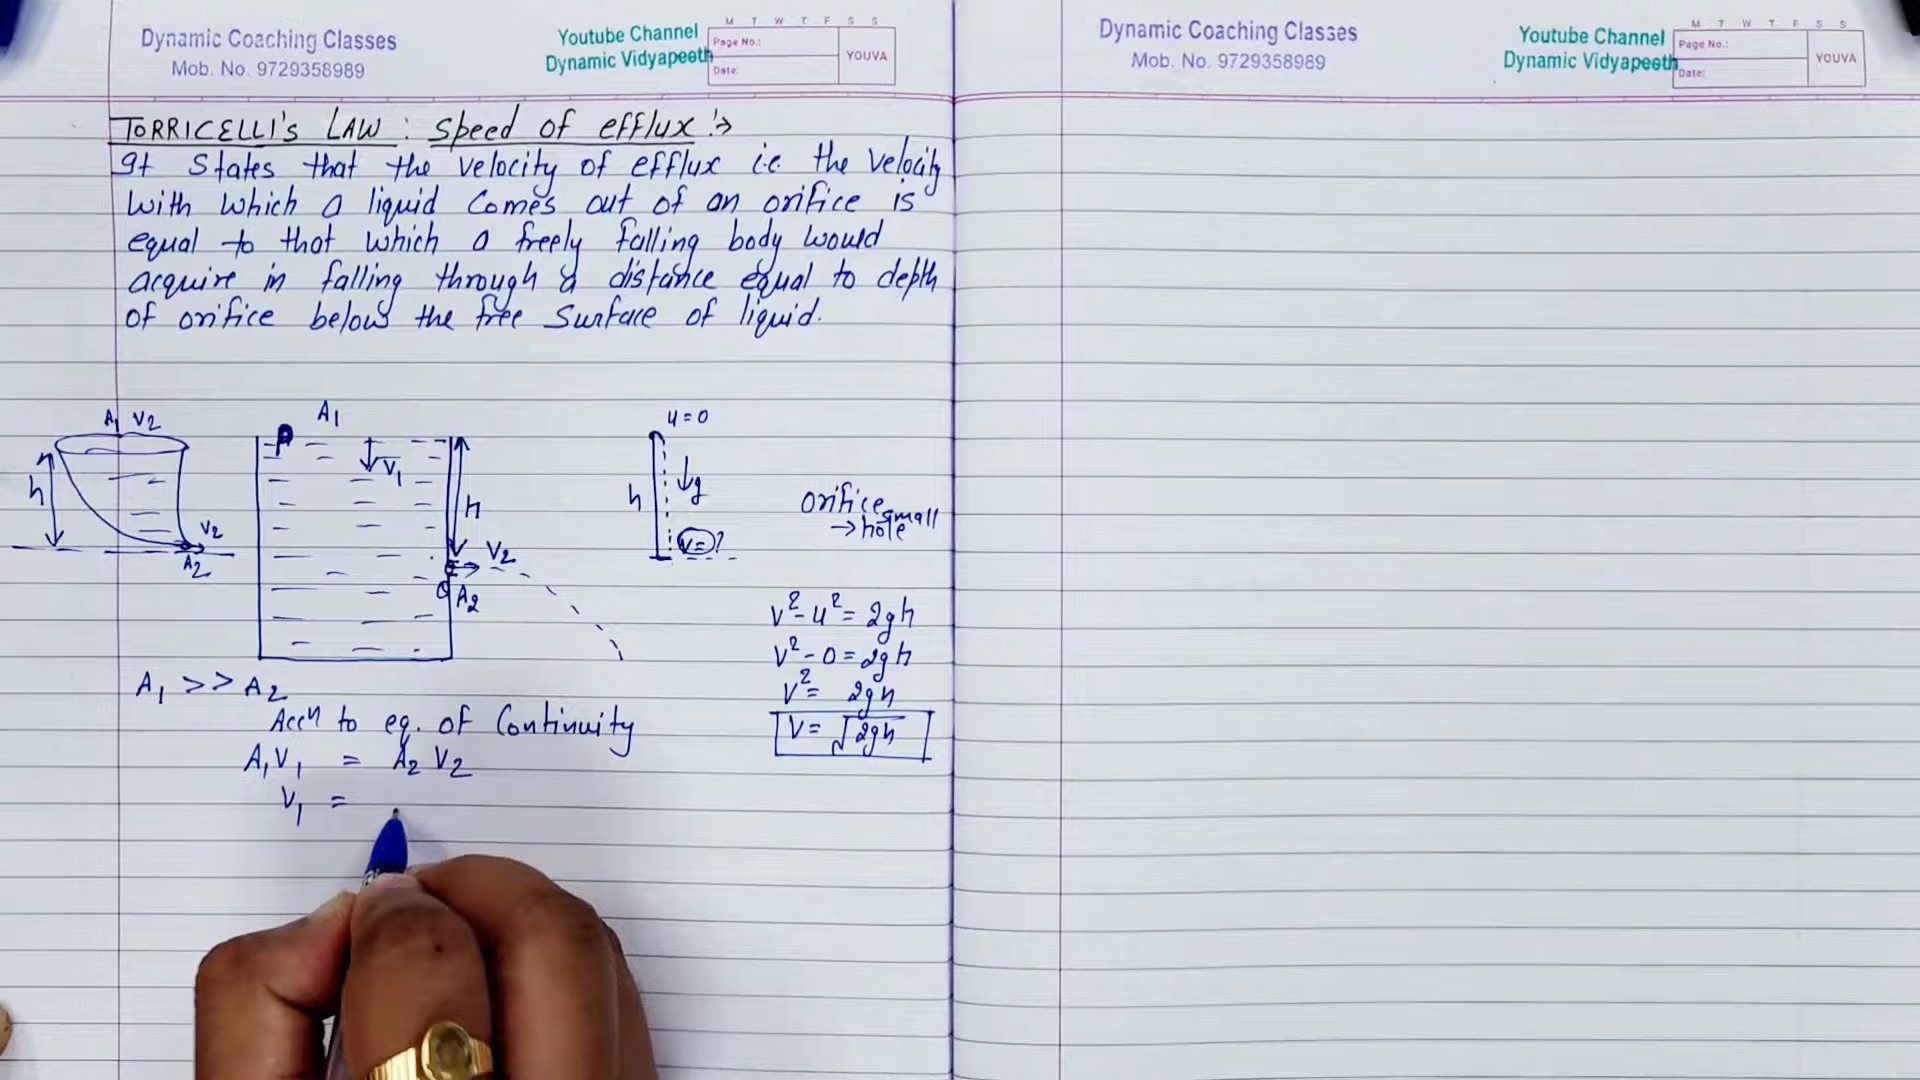 Dynamic Coaching Classes
Mob. No. 9729358989
Youtube Channel
Dynamic Vidyapeeth
M T W T F S S
Page No.:
Date:
YOUVA
Dynamic Coaching Classes
Mob. No. 9729358989
Youtube Channel
Dynamic Vidyapeeth
M T W T F S S
Page No.:
Date:
YOUVA
TORRICELLI's LAW : Speed of efflux :→
It States that the velocity of efflux i.e. the velocity
with which a liquid Comes out of an orifice is
equal to that which a freely falling body would
acquire in falling through a distance equal to depth
of orifice below the free Surface of liquid.
A₁ V₂
h
V₂
A₂
A₁
P
V₁
h
V₂
A₂
u = 0
h
↓g
V = ?
Orifice
→ small hole
V² - u² = 2gh
V² - 0 = 2gh
V² = 2gh
V = √2gh
A₁ >> A₂
Accⁿ to eq. of Continuity
A₁V₁ = A₂ V₂
V₁ =